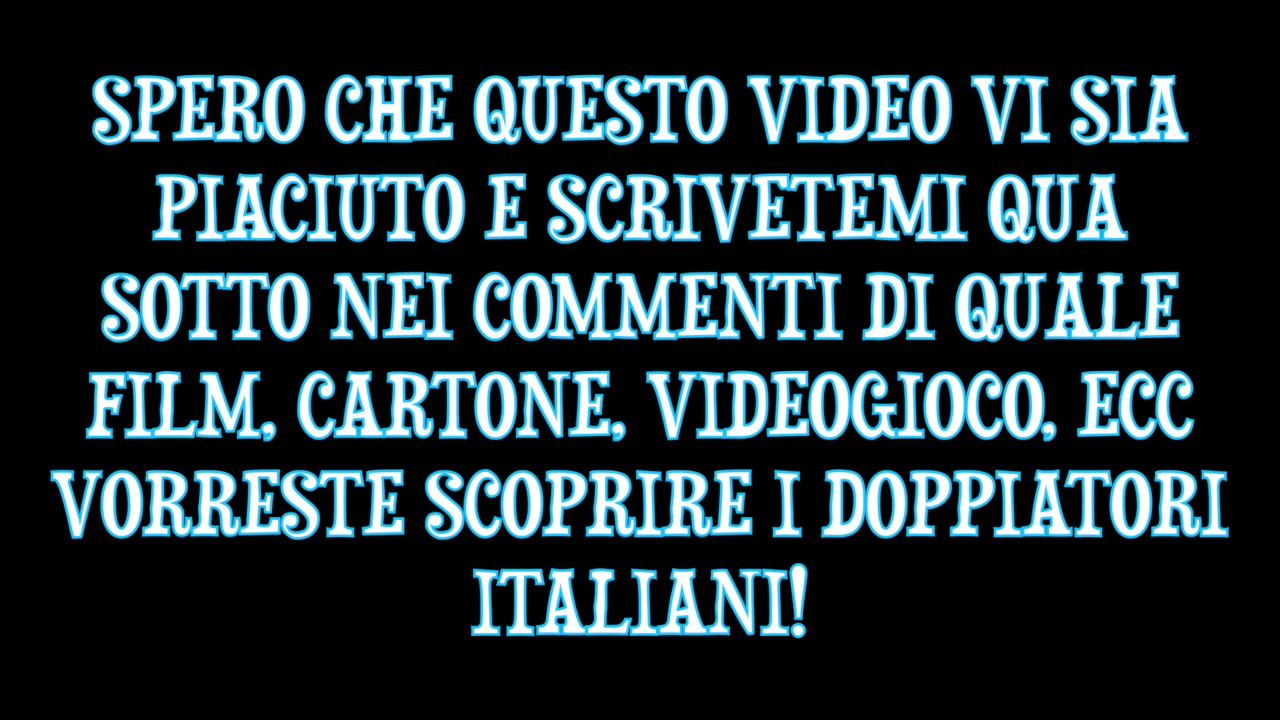 SPERO CHE QUESTO VIDEO VI SIA
PIACIUTO E SCRIVETEMI QUA
SOTTO NEI COMMENTI DI QUALE
FILM, CARTONE, VIDEOGIOCO, ECC
VORRESTE SCOPRIRE I DOPPIATORI
ITALIANI!